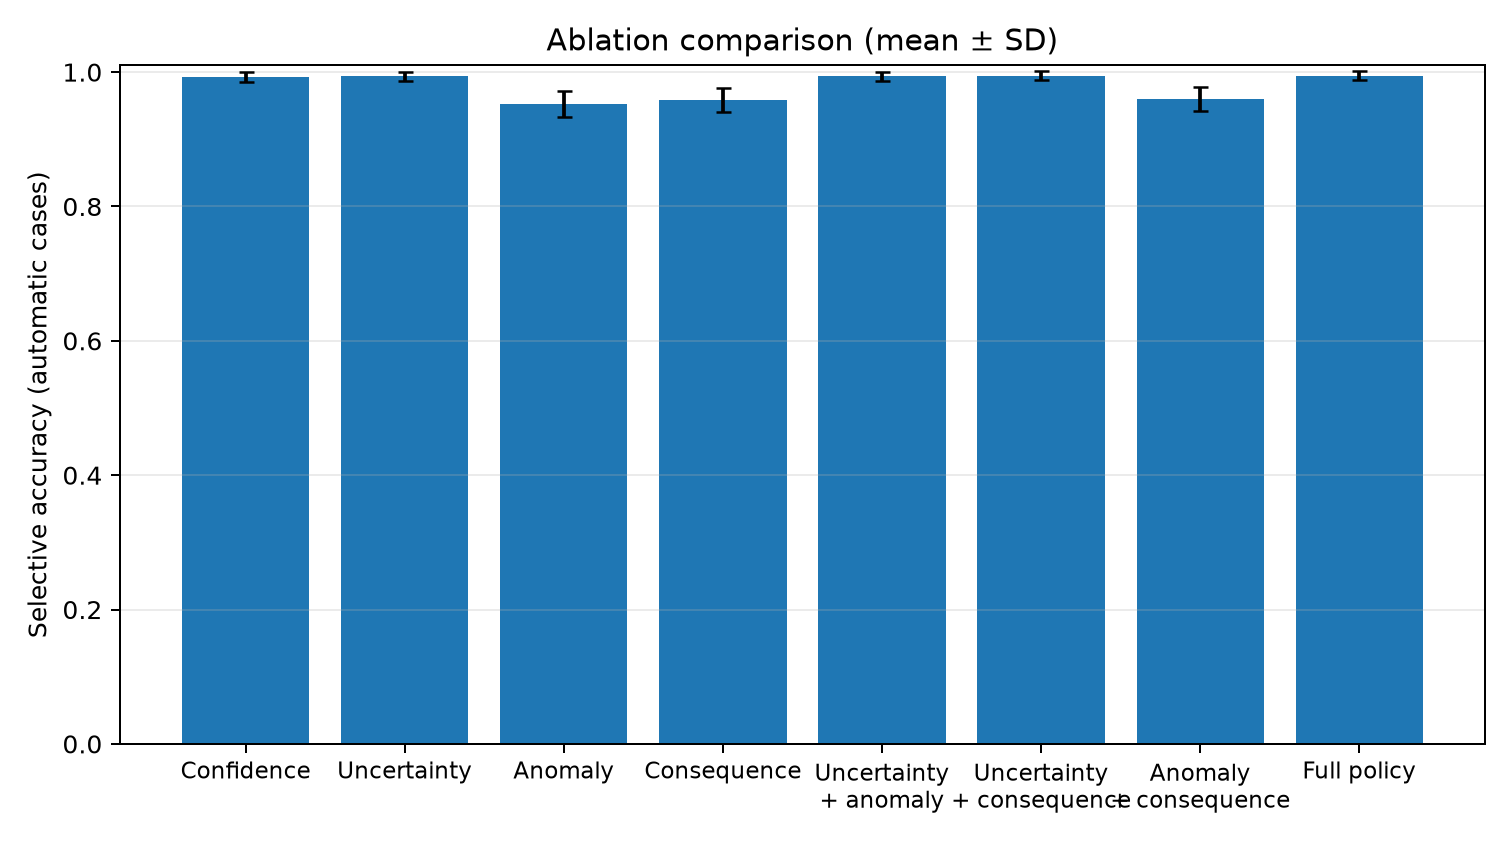 Ablation comparison (mean ± SD)
Selective accuracy (automatic cases)
1.0
0.8
0.6
0.4
0.2
0.0
Confidence
Uncertainty
Anomaly
Consequence
Uncertainty
+ anomaly
Uncertainty
+ consequence
Anomaly
+ consequence
Full policy